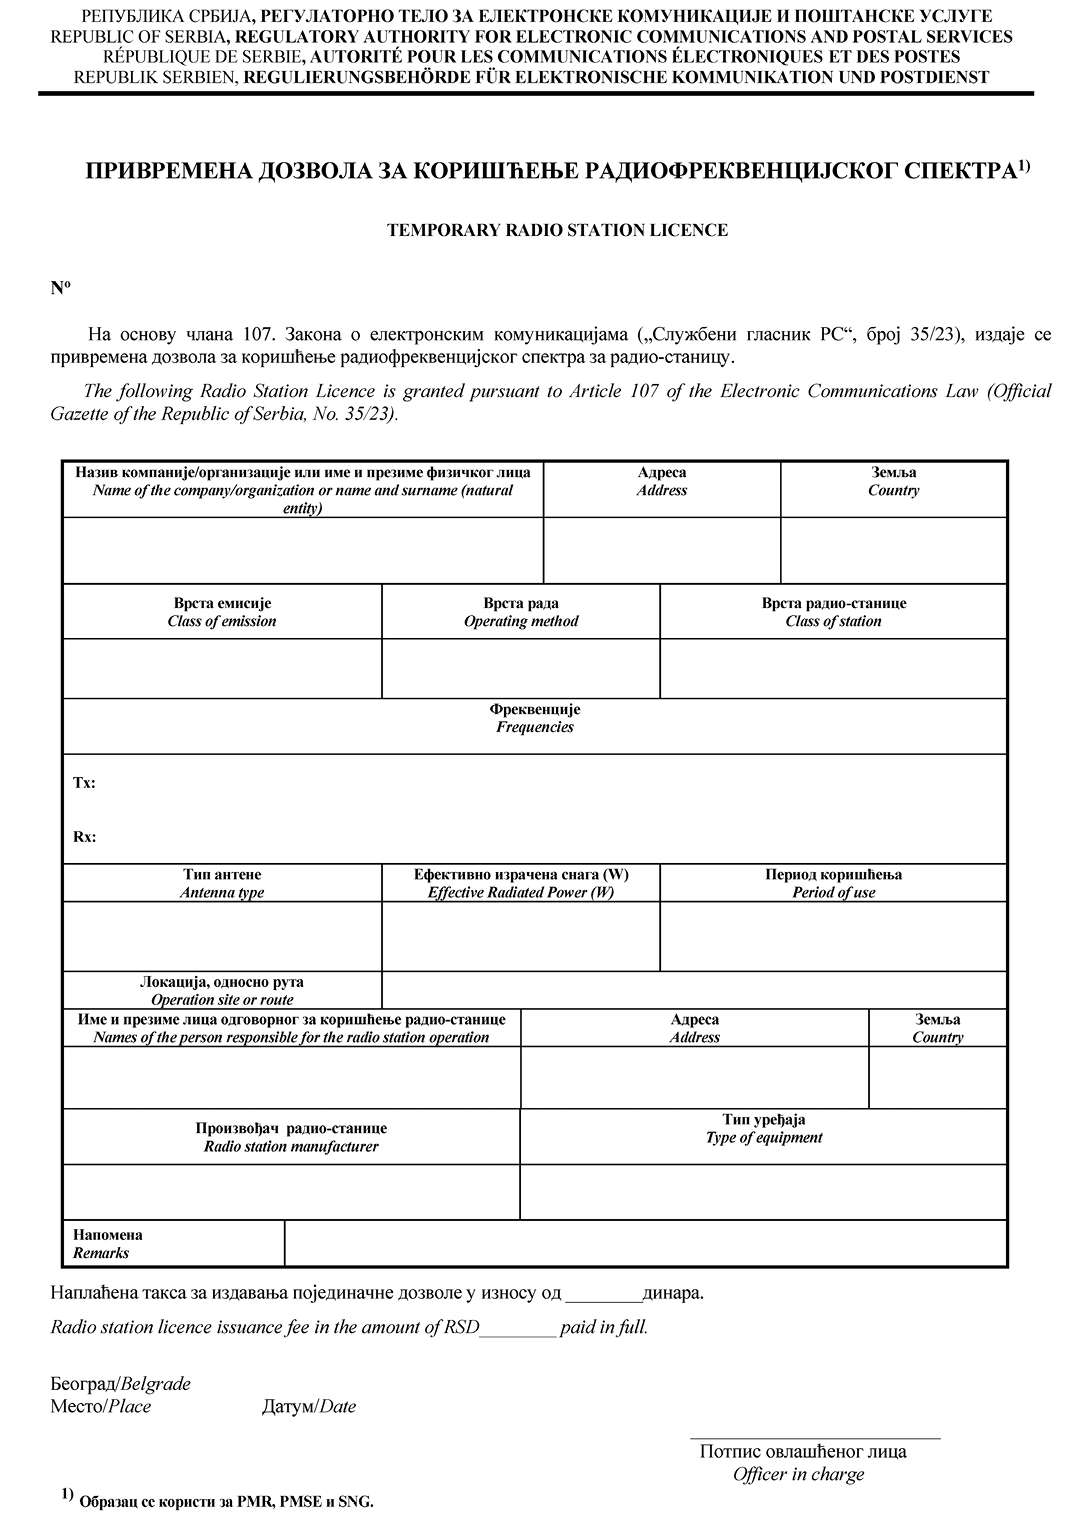 РЕПУБЛИКА СРБИЈА, РЕГУЛАТОРНО ТЕЛО ЗА ЕЛЕКТРОНСКЕ КОМУНИКАЦИЈЕ И ПОШТАНСКЕ УСЛУГЕ
REPUBLIC OF SERBIA, REGULATORY AUTHORITY FOR ELECTRONIC COMMUNICATIONS AND POSTAL SERVICES
RÉPUBLIQUE DE SERBIE, AUTORITÉ POUR LES COMMUNICATIONS ÉLECTRONIQUES ET DES POSTES
REPUBLIK SERBIEN, REGULIERUNGSBEHÖRDE FÜR ELEKTRONISCHE KOMMUNIKATION UND POSTDIENST
ПРИВРЕМЕНА ДОЗВОЛА ЗА КОРИШЋЕЊЕ РАДИОФРЕКВЕНЦИЈСКОГ СПЕКТРА1)
TEMPORARY RADIO STATION LICENCE
Nº
На основу члана 107. Закона о електронским комуникацијама („Службени гласник РС“, број 35/23), издаје се
привремена дозвола за коришћење радиофреквенцијског спектра за радио-станицу.
The following Radio Station Licence is granted pursuant to Article 107 of the Electronic Communications Law (Official
Gazette of the Republic of Serbia, No. 35/23).
Назив компаније/организације или име и презиме физичког лица
Name of the company/organization or name and surname (natural
entity)
Адреса
Address
Земља
Country
Врста емисије
Class of emission
Врста рада
Operating method
Врста радио-станице
Class of station
Фреквенције
Frequencies
Tx:
Rx:
Тип антене
Antenna type
Ефективно израчена снага (W)
Effective Radiated Power (W)
Период коришћења
Period of use
Локација, односно рута
Operation site or route
Име и презиме лица одговорног за коришћење радио-станице
Names of the person responsible for the radio station operation
Адреса
Address
Земља
Country
Произвођач радио-станице
Radio station manufacturer
Тип уређаја
Type of equipment
Напомена
Remarks
Наплаћена такса за издавања појединачне дозволе у износу од ________динара.
Radio station licence issuance fee in the amount of RSD________ paid in full.
Београд/Belgrade
Место/Place Датум/Date
Потпис овлашћеног лица
Officer in charge
1) Образац се користи за PMR, PMSE и SNG.